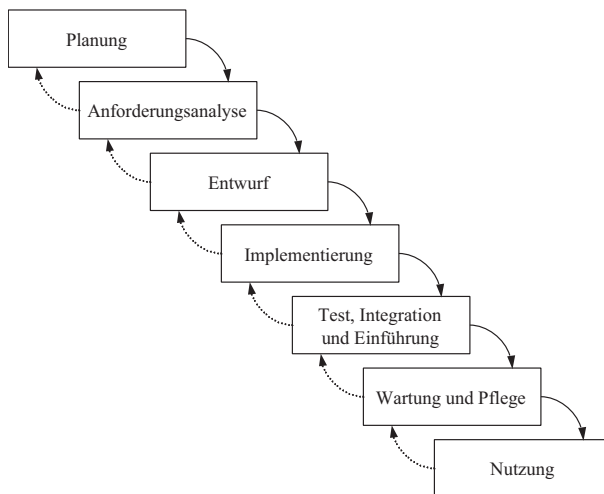 Planung
Anforderungsanalyse
Entwurf
Implementierung
Test, Integration
und Einführung
Wartung und Pflege
Nutzung